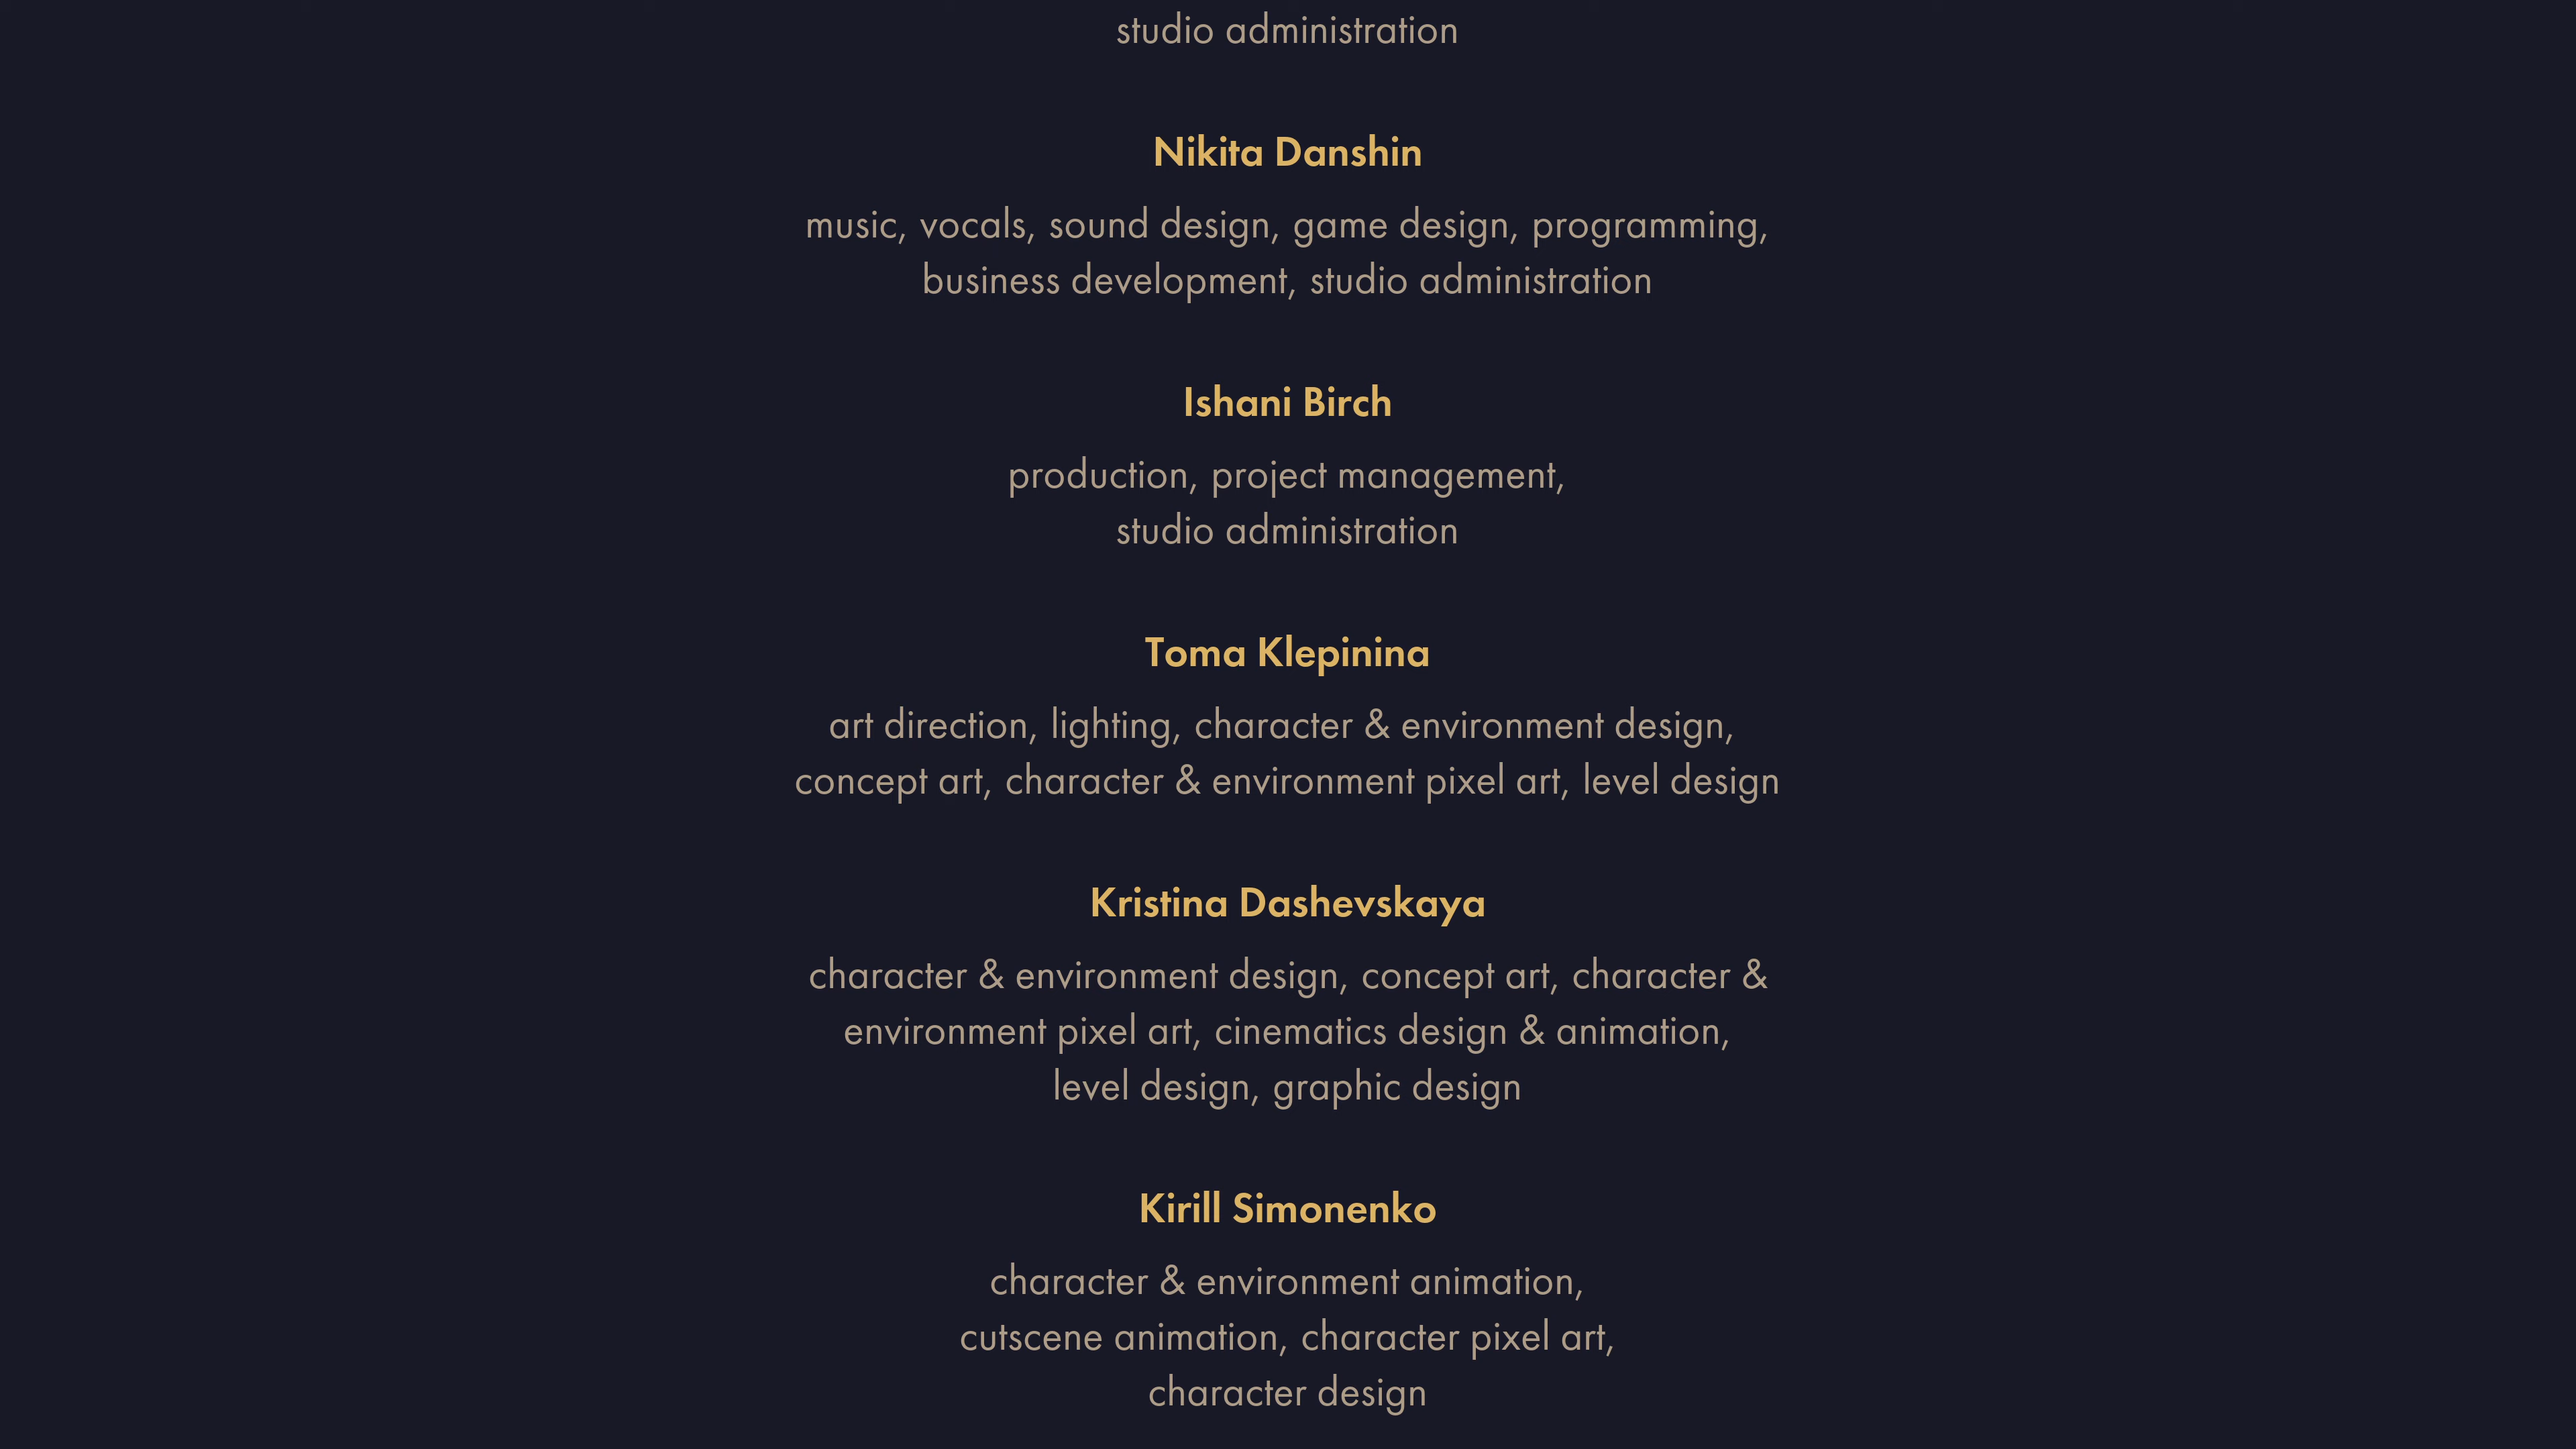 studio administration
Nikita Danshin
music, vocals, sound design, game design, programming,
business development, studio administration
Ishani Birch
production, project management,
studio administration
Toma Klepinina
art direction, lighting, character & environment design,
concept art, character & environment pixel art, level design
Kristina Dashevskaya
character & environment design, concept art, character &
environment pixel art, cinematics design & animation,
level design, graphic design
Kirill Simonenko
character & environment animation,
cutscene animation, character pixel art,
character design